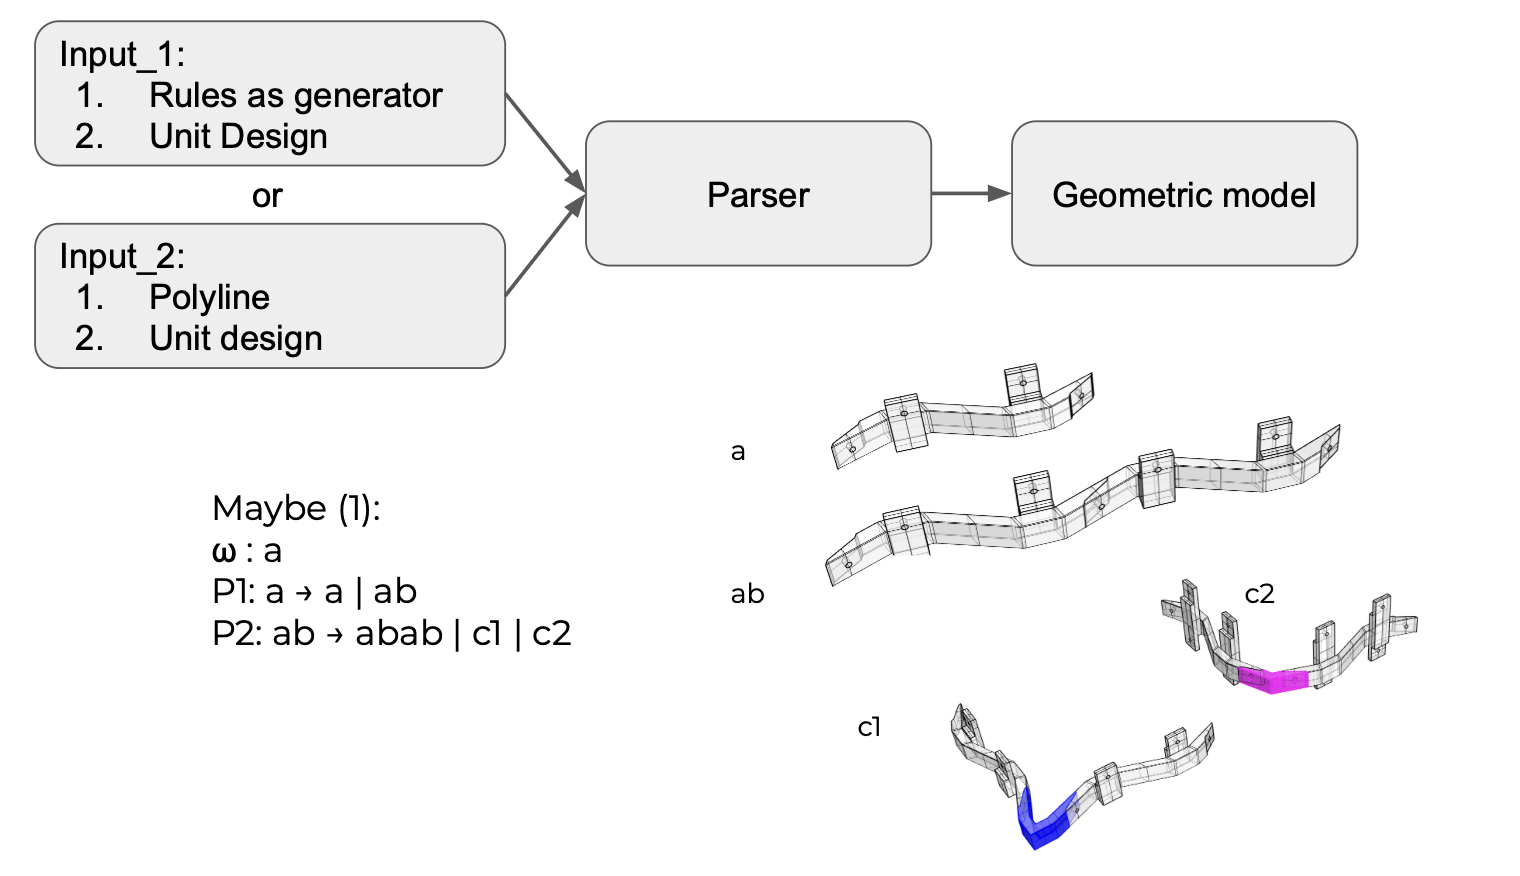 Input_1:
1. Rules as generator
2. Unit Design
or
Input_2:
1. Polyline
2. Unit design
Parser
Geometric model
Maybe (1):
ω : a
P1: a → a | ab
P2: ab → abab | c1 | c2
a
ab
c2
c1